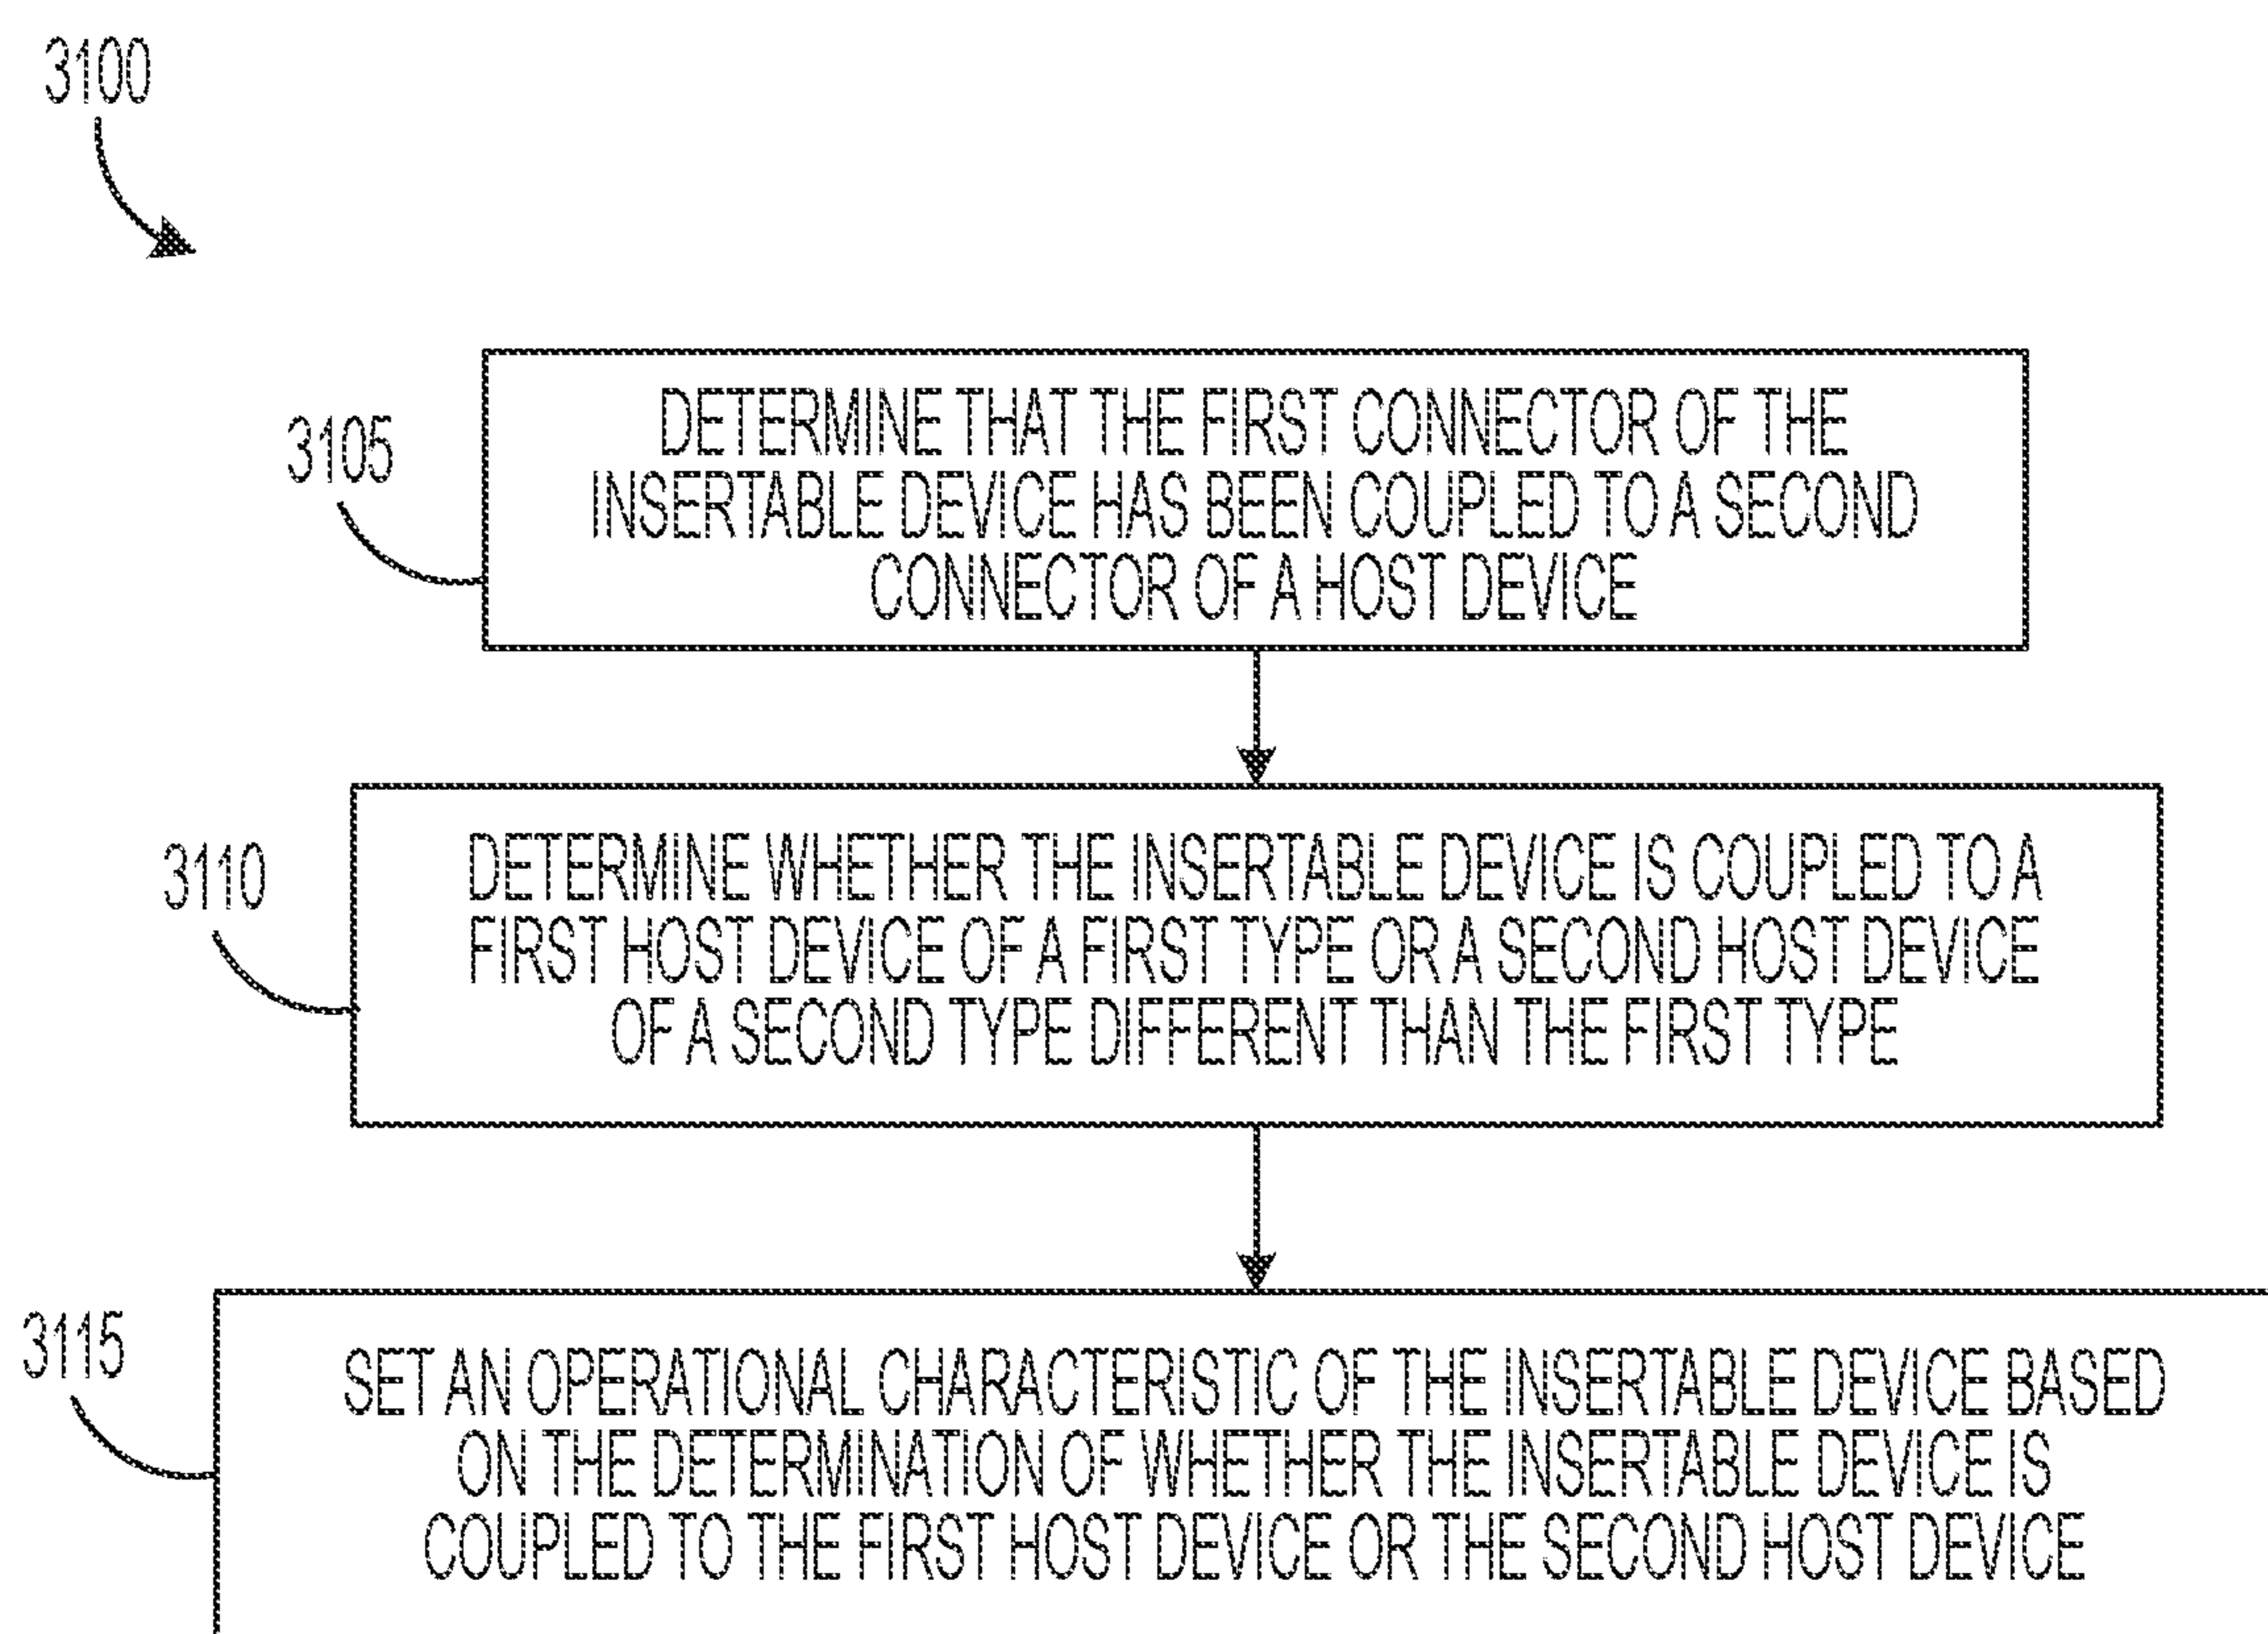 3100
3105
DETERMINE THAT THE FIRST CONNECTOR OF THE
INSERTABLE DEVICE HAS BEEN COUPLED TO A SECOND
CONNECTOR OF A HOST DEVICE
3110
DETERMINE WHETHER THE INSERTABLE DEVICE IS COUPLED TO A
FIRST HOST DEVICE OF A FIRST TYPE OR A SECOND HOST DEVICE
OF A SECOND TYPE DIFFERENT THAN THE FIRST TYPE
3115
SET AN OPERATIONAL CHARACTERISTIC OF THE INSERTABLE DEVICE BASED
ON THE DETERMINATION OF WHETHER THE INSERTABLE DEVICE IS
COUPLED TO THE FIRST HOST DEVICE OR THE SECOND HOST DEVICE